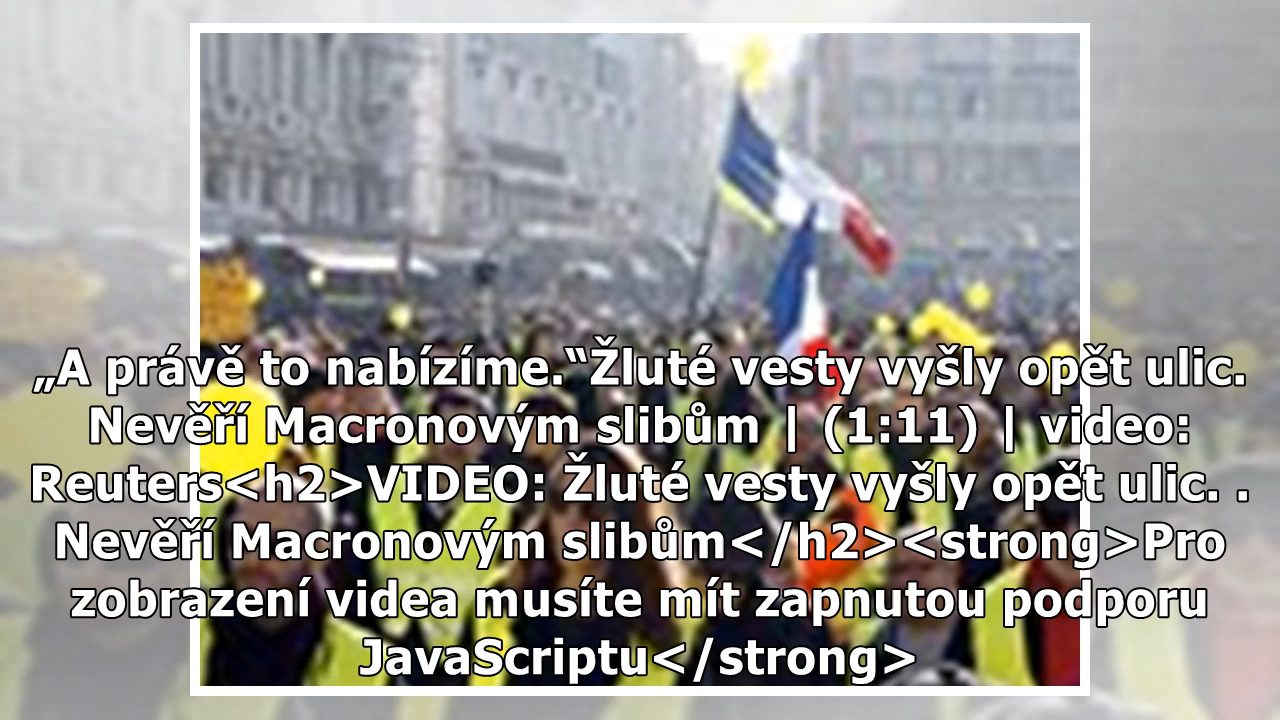 „A právě to nabízíme.“Žluté vesty vyšly opět ulic.
Nevěří Macronovým slibům | (1:11) | video:
Reuters<h2>VIDEO: Žluté vesty vyšly opět ulic. .
Nevěří Macronovým slibům</h2><strong>Pro
zobrazení videa musíte mít zapnutou podporu
JavaScriptu</strong>